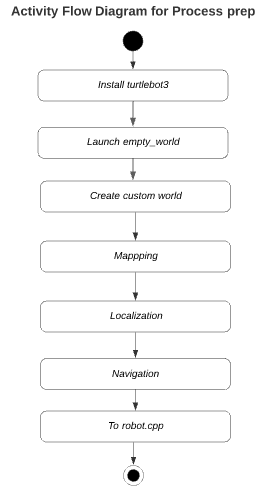 Activity Flow Diagram for Process prep
Install turtlebot3
Launch empty_world
Create custom world
Mappping
Localization
Navigation
To robot.cpp